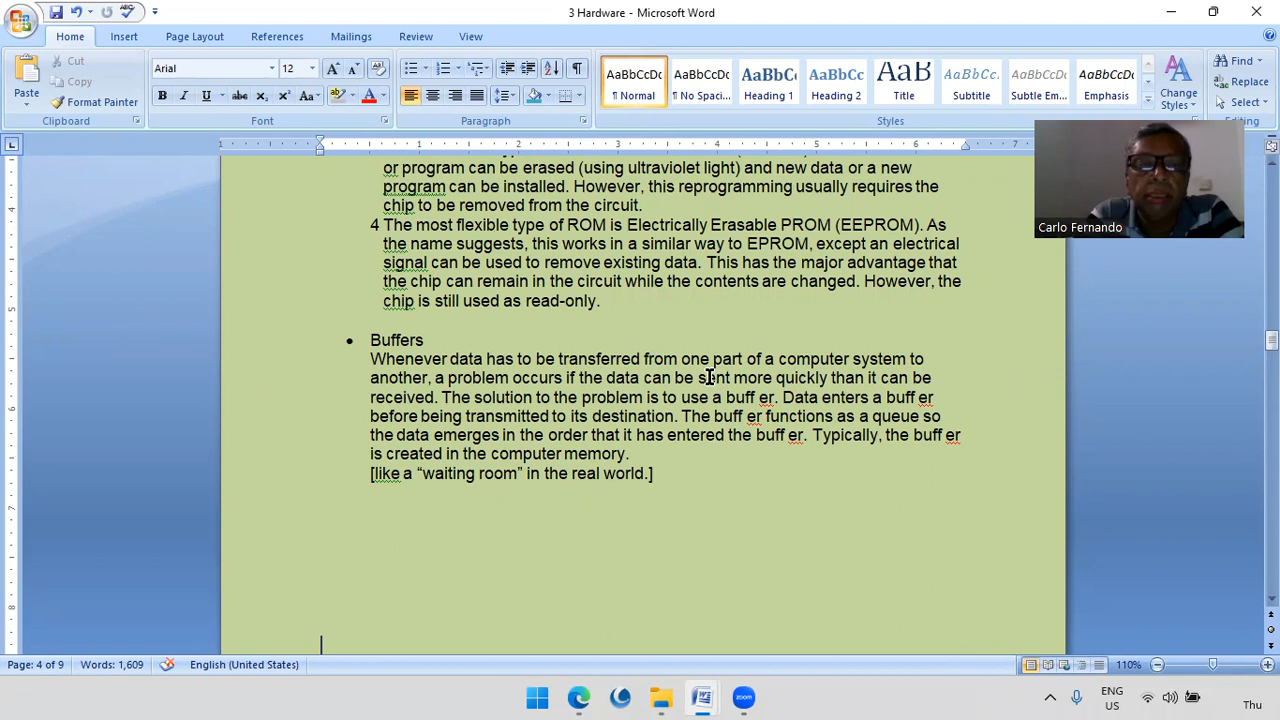 3 Hardware - Microsoft Word
Home Insert Page Layout References Mailings Review View
Cut
Copy
Format Painter
Paste
Clipboard
Arial 12
Font
Paragraph
AaBbCcDc AaBbCcDc AaBbC AaBbCc AaB AaBbCc. AaBbCcDc AaBbCcDc
¶ Normal ¶ No Spaci... Heading 1 Heading 2 Title Subtitle Subtle Em... Emphasis
Change Styles
Styles
Find
Replace
Select
Editing
Carlo Fernando
or program can be erased (using ultraviolet light) and new data or a new
program can be installed. However, this reprogramming usually requires the
chip to be removed from the circuit.
4 The most flexible type of ROM is Electrically Erasable PROM (EEPROM). As
the name suggests, this works in a similar way to EPROM, except an electrical
signal can be used to remove existing data. This has the major advantage that
the chip can remain in the circuit while the contents are changed. However, the
chip is still used as read-only.
• Buffers
Whenever data has to be transferred from one part of a computer system to
another, a problem occurs if the data can be sent more quickly than it can be
received. The solution to the problem is to use a buff er. Data enters a buff er
before being transmitted to its destination. The buff er functions as a queue so
the data emerges in the order that it has entered the buff er. Typically, the buff er
is created in the computer memory.
[like a “waiting room” in the real world.]
Page: 4 of 9 Words: 1,609 English (United States) 110%
ENG
US
Thu